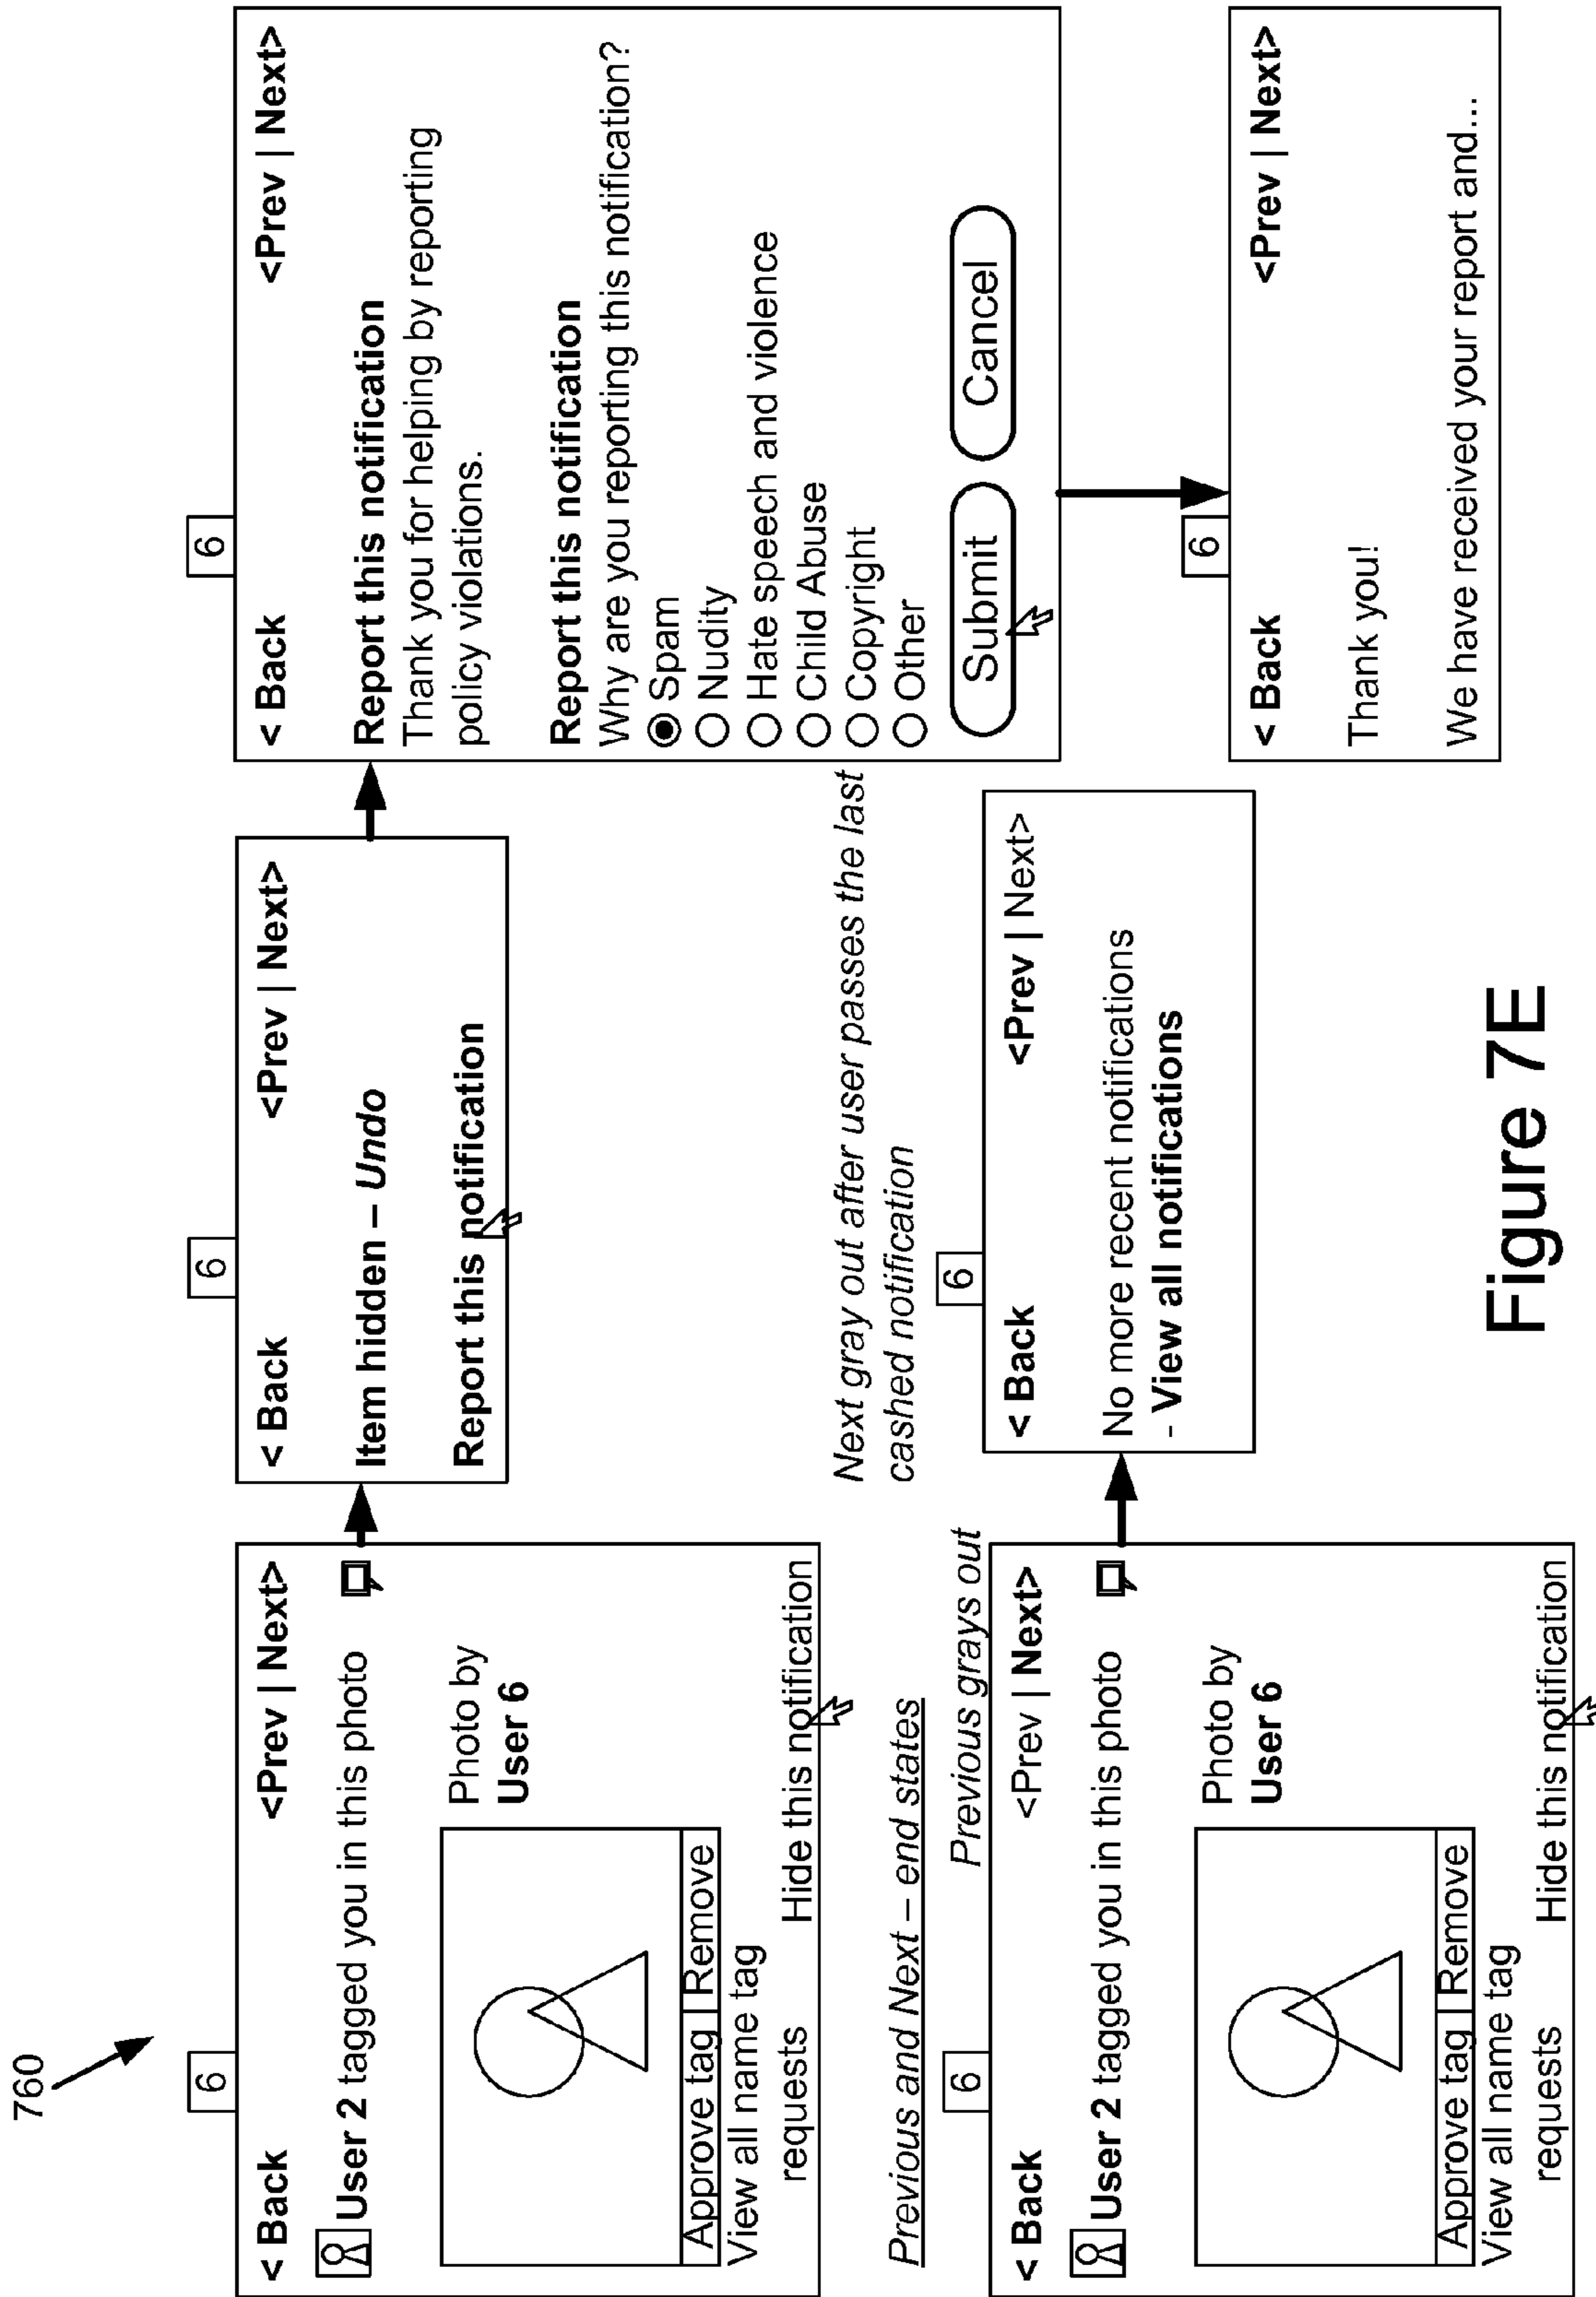 760
6
< Back <Prev | Next>
User 2 tagged you in this photo
Photo by
User 6
Approve tag | Remove
View all name tag
requests
Hide this notification
6
< Back <Prev | Next>
Item hidden – Undo
Report this notification
6
< Back <Prev | Next>
Report this notification
Thank you for helping by reporting
policy violations.
Report this notification
Why are you reporting this notification?
Spam
Nudity
Hate speech and violence
Child Abuse
Copyright
Other
Submit Cancel
Previous and Next – end states
Previous grays out
6
< Back <Prev | Next>
User 2 tagged you in this photo
Photo by
User 6
Approve tag | Remove
View all name tag
requests
Hide this notification
Next gray out after user passes the last
cashed notification
6
< Back <Prev | Next>
No more recent notifications
- View all notifications
6
< Back <Prev | Next>
Thank you!
We have received your report and...
Figure 7E